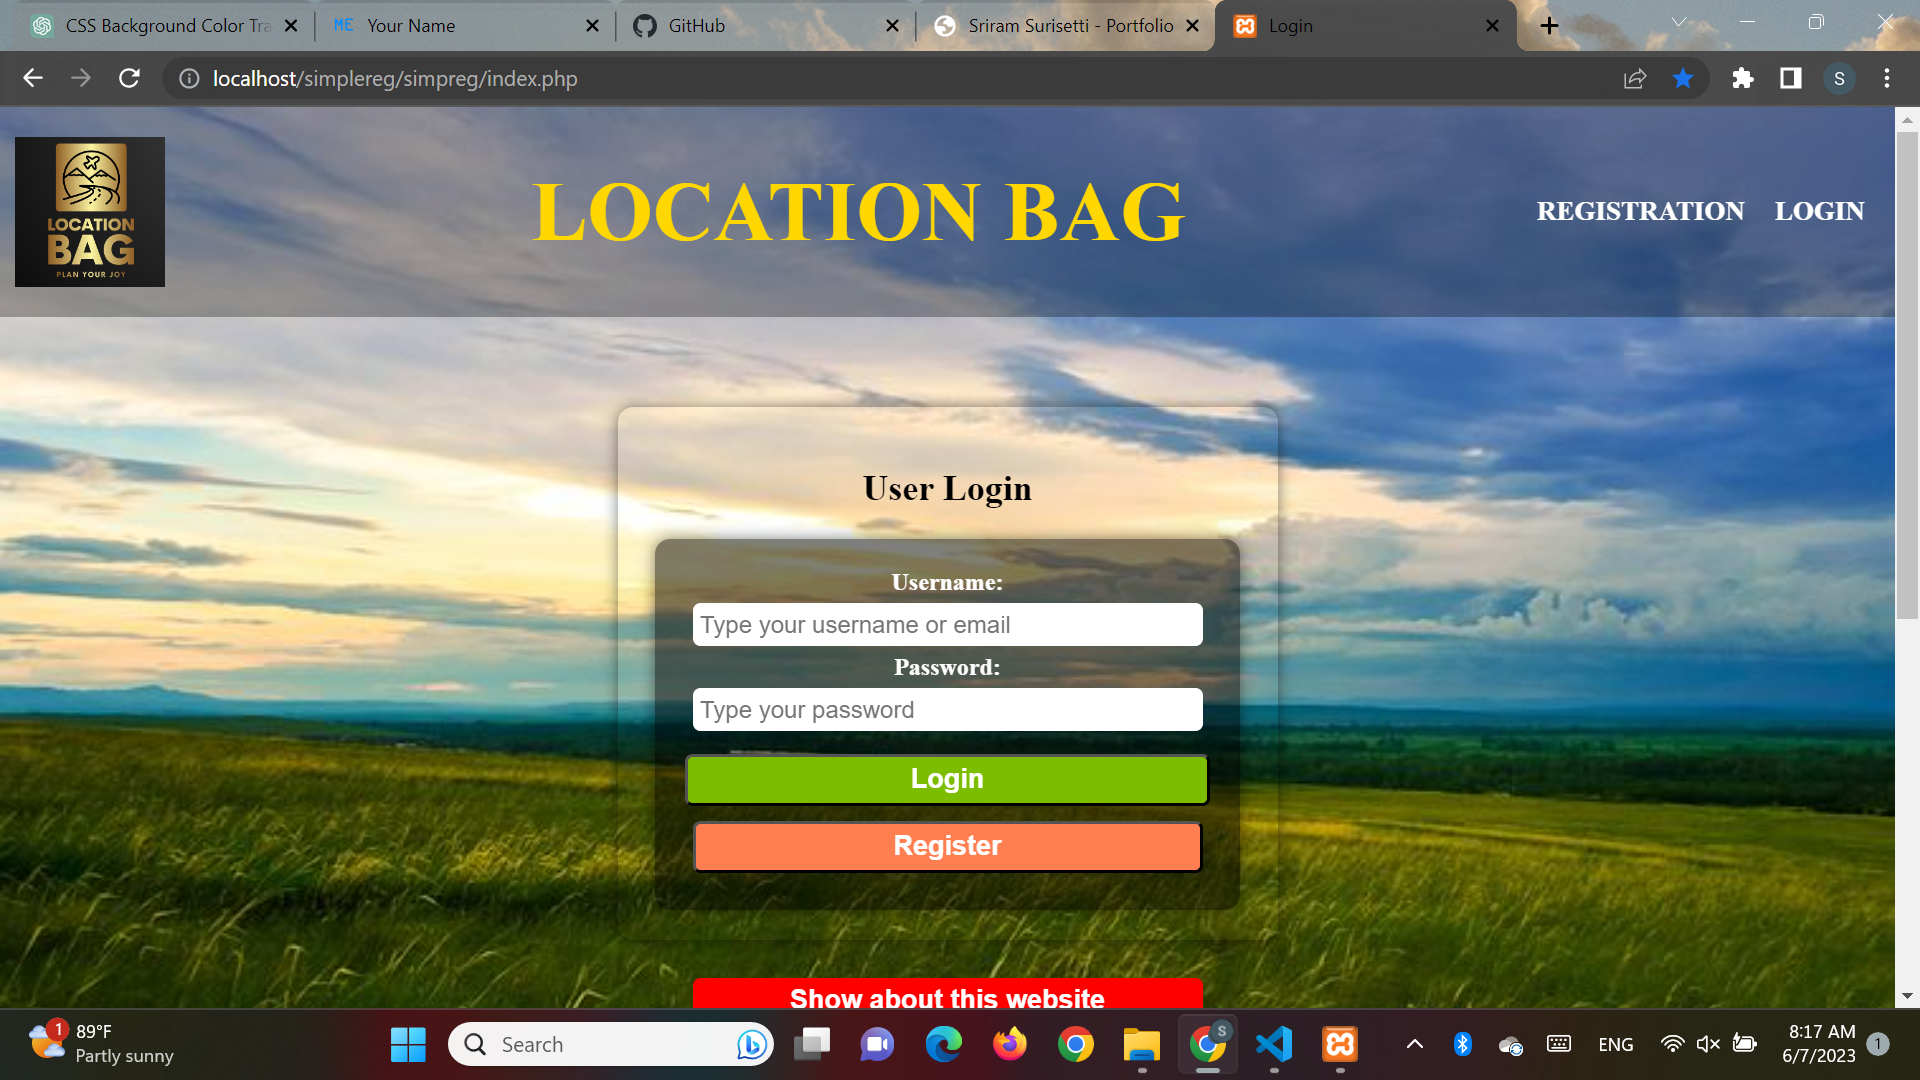 CSS Background Color Tra
ME Your Name
GitHub
Sriram Surisetti - Portfolio
Login
localhost/simplereg/simpreg/index.php
S
LOCATION
BAG
PLAN YOUR JOY
LOCATION BAG
REGISTRATION LOGIN
User Login
Username:
Type your username or email
Password:
Type your password
Login
Register
Show about this website
1
89°F
Partly sunny
Search
S
ENG
8:17 AM
6/7/2023
1